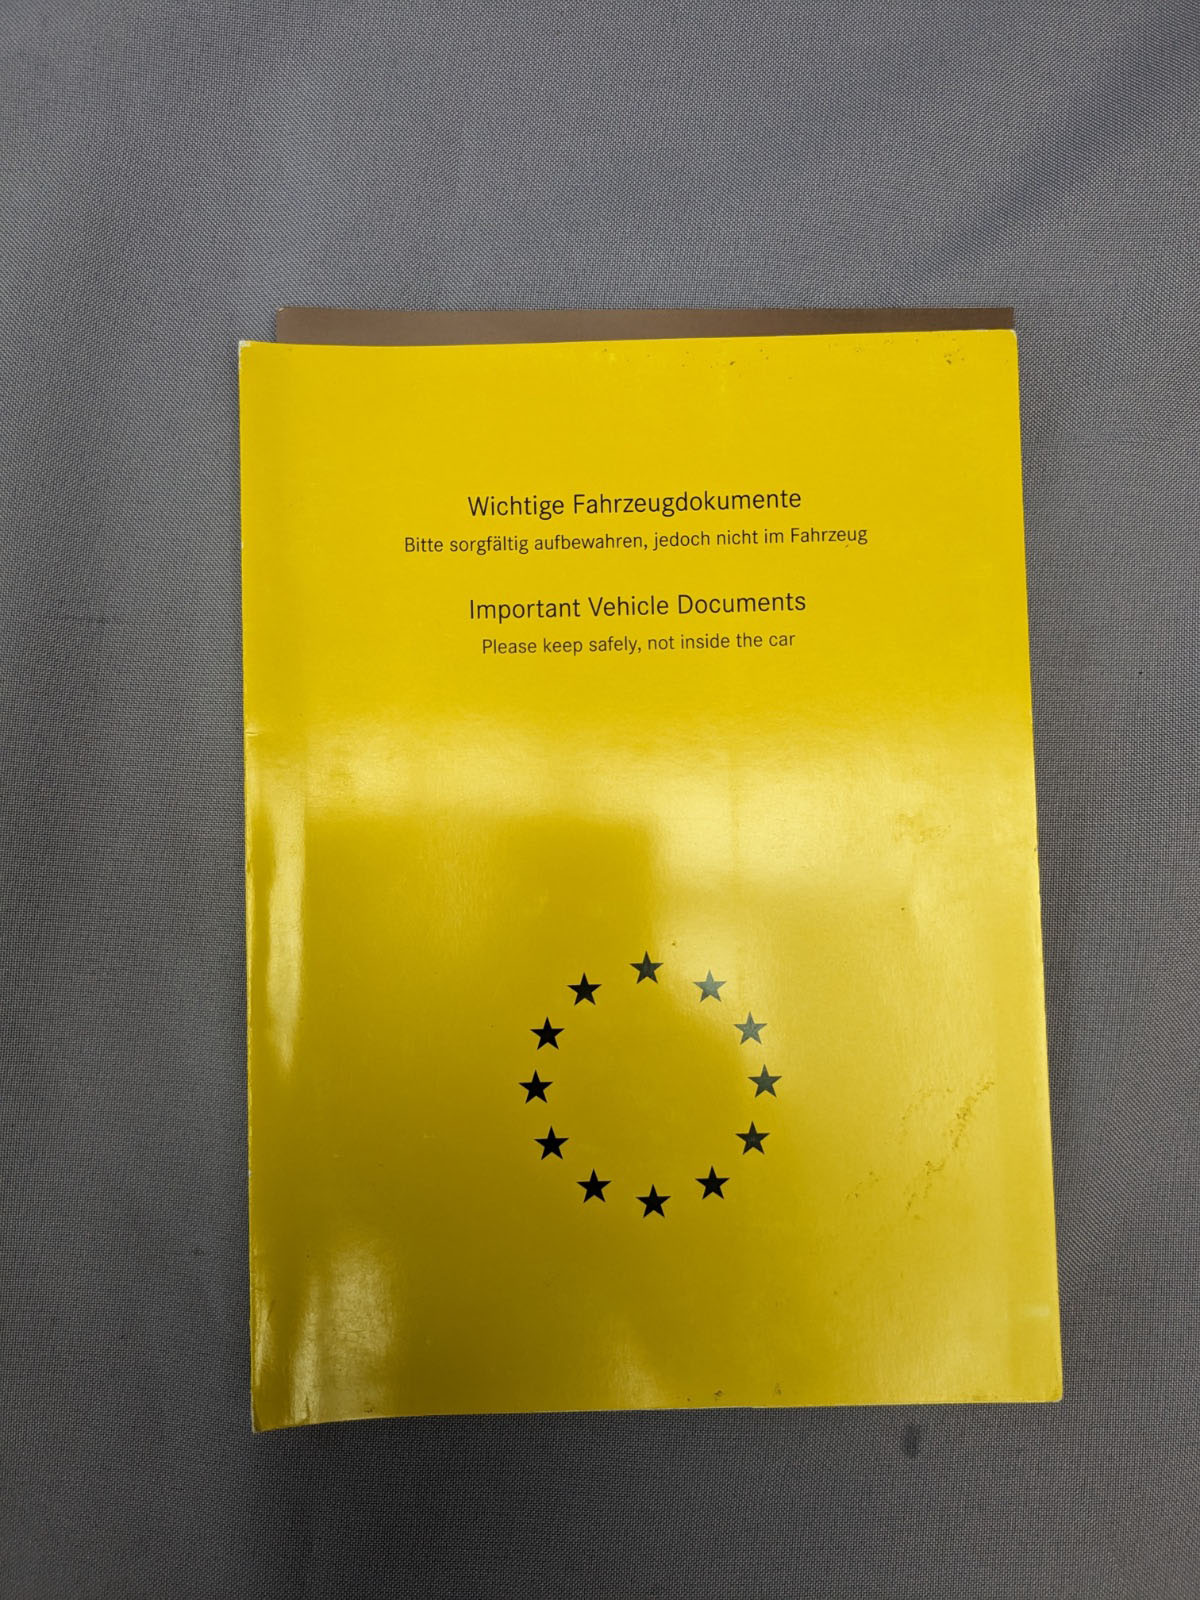 Wichtige Fahrzeugdokumente
Bitte sorgfältig aufbewahren, jedoch nicht im Fahrzeug
Important Vehicle Documents
Please keep safely, not inside the car